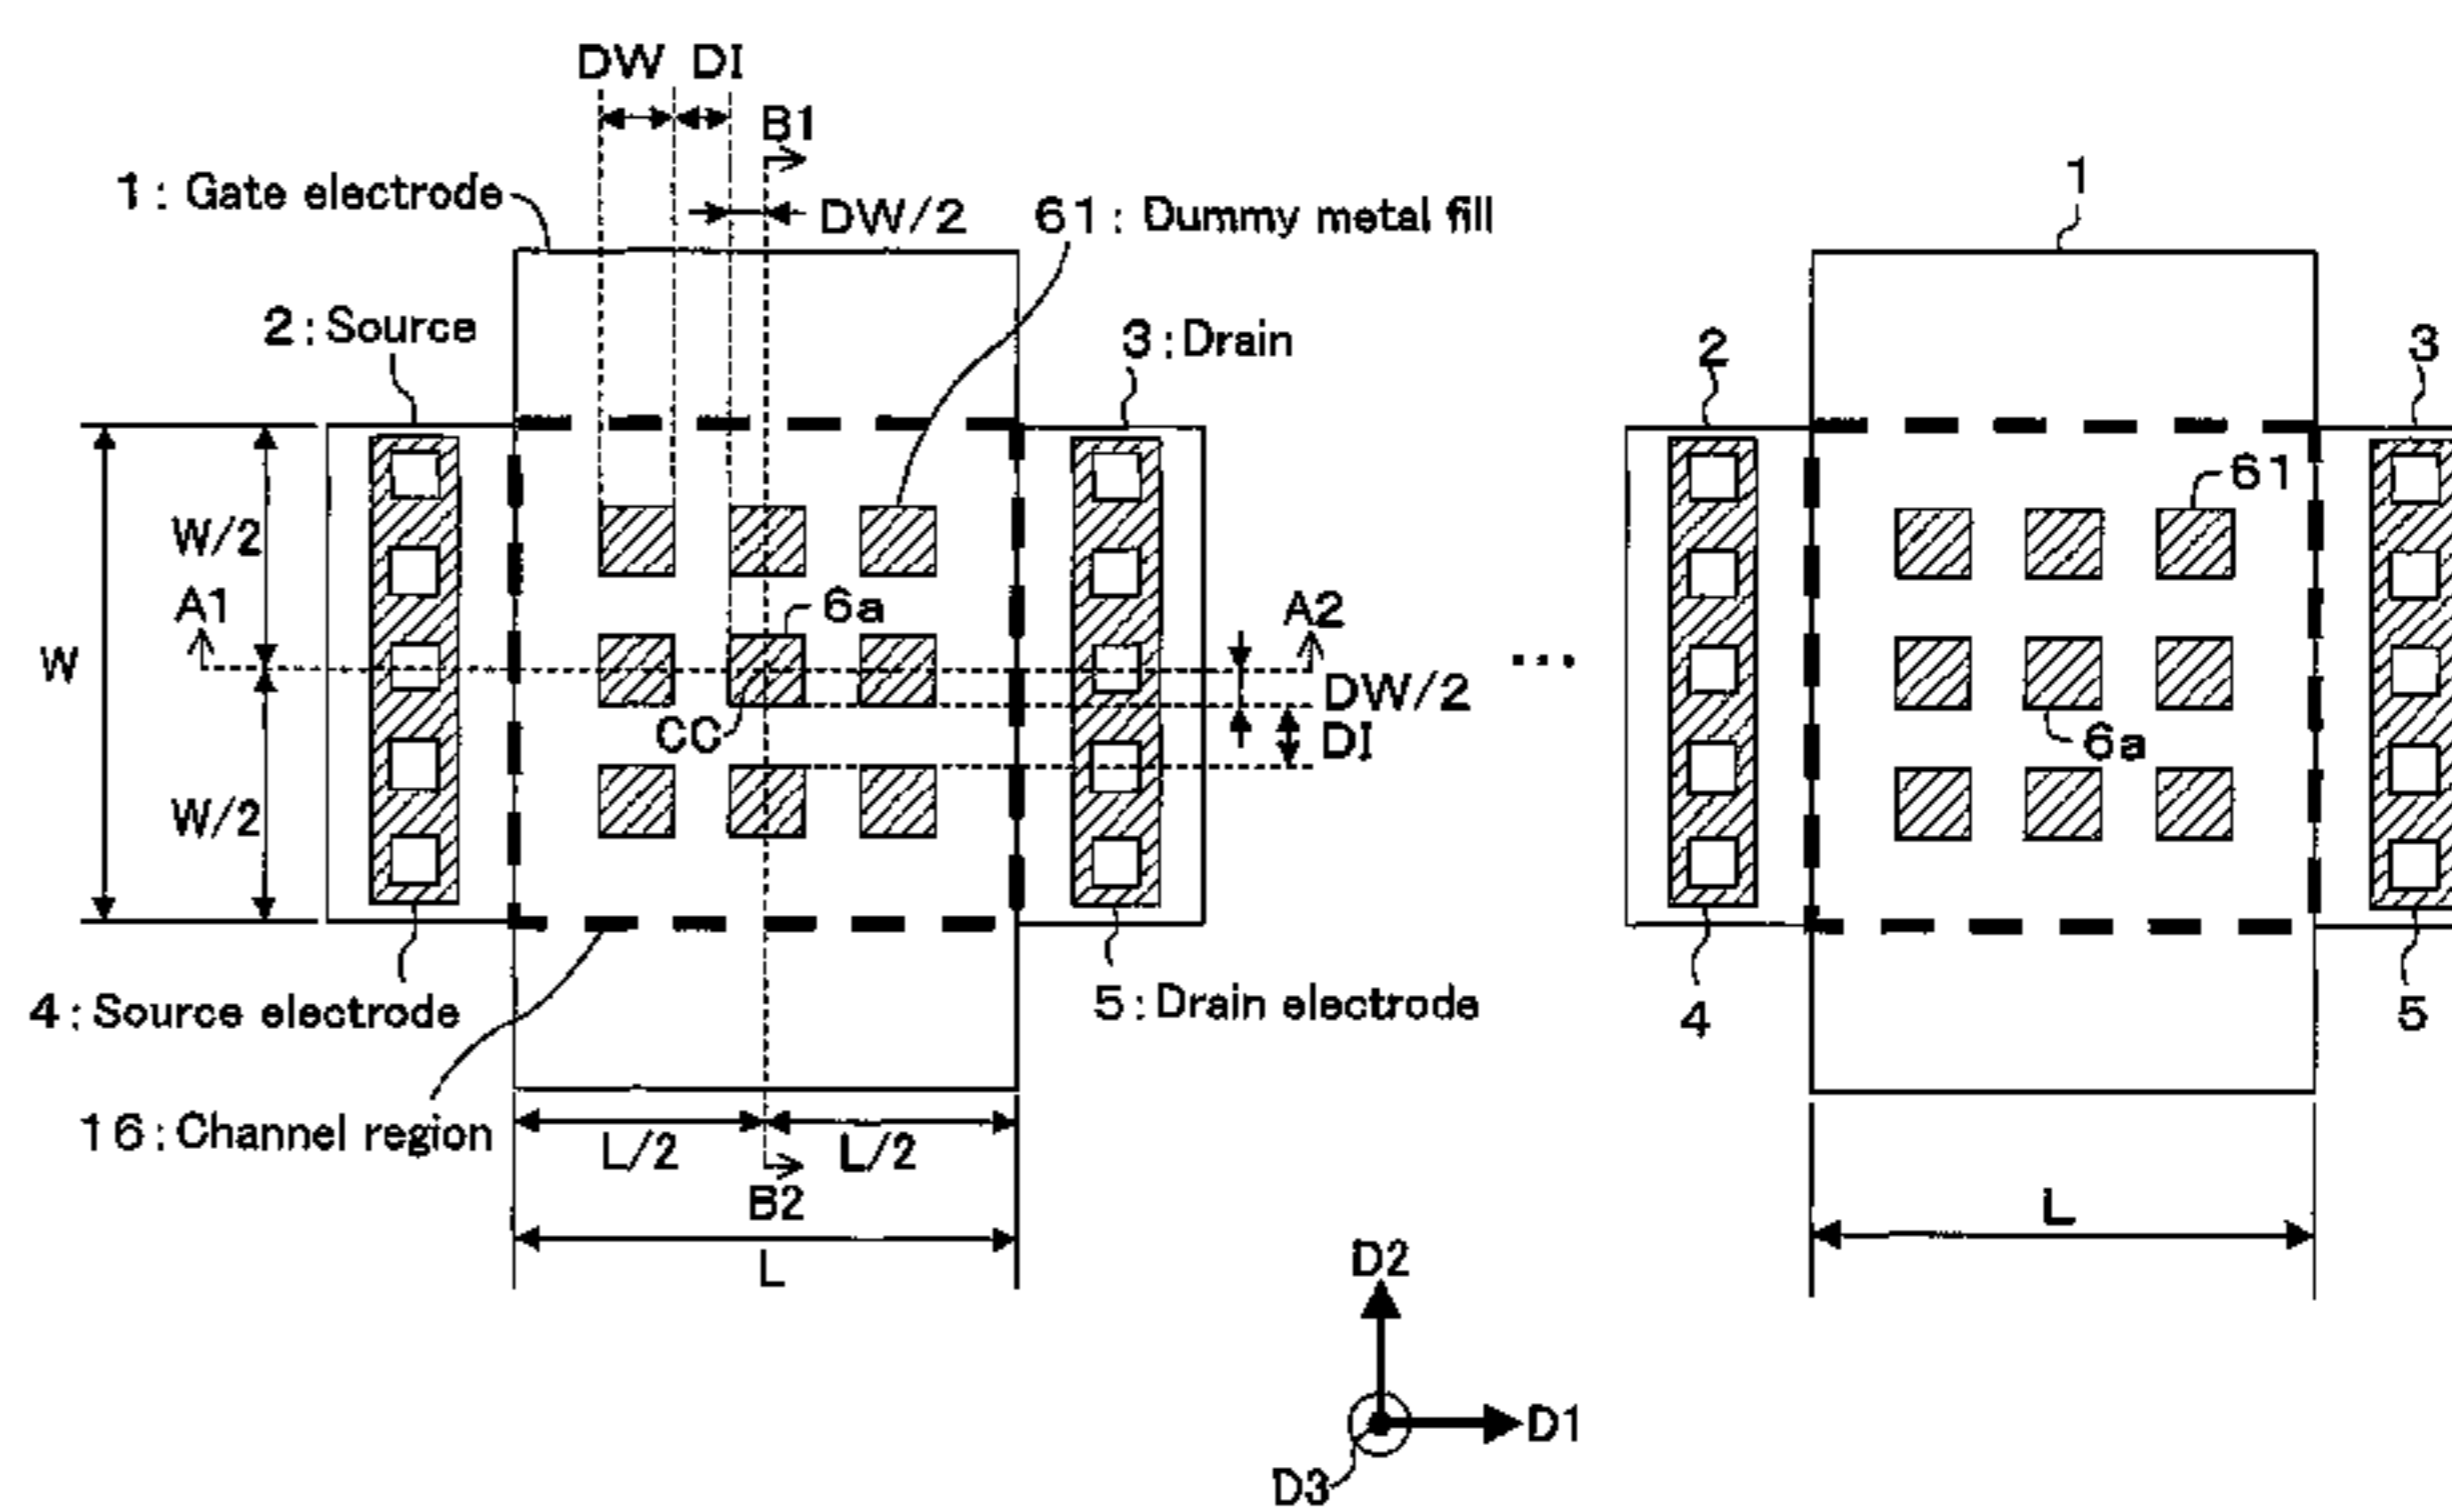 DW DI
B1
1: Gate electrode
DW/2
61: Dummy metal fill
1
2:Source
3:Drain
2
3
61
W/2
A1
6a
A2
W
DW/2
...
CC
DI
6a
W/2
4:Source electrode
5:Drain electrode
4
5
16:Channel region
L/2
L/2
B2
L
L
D2
D1
D3